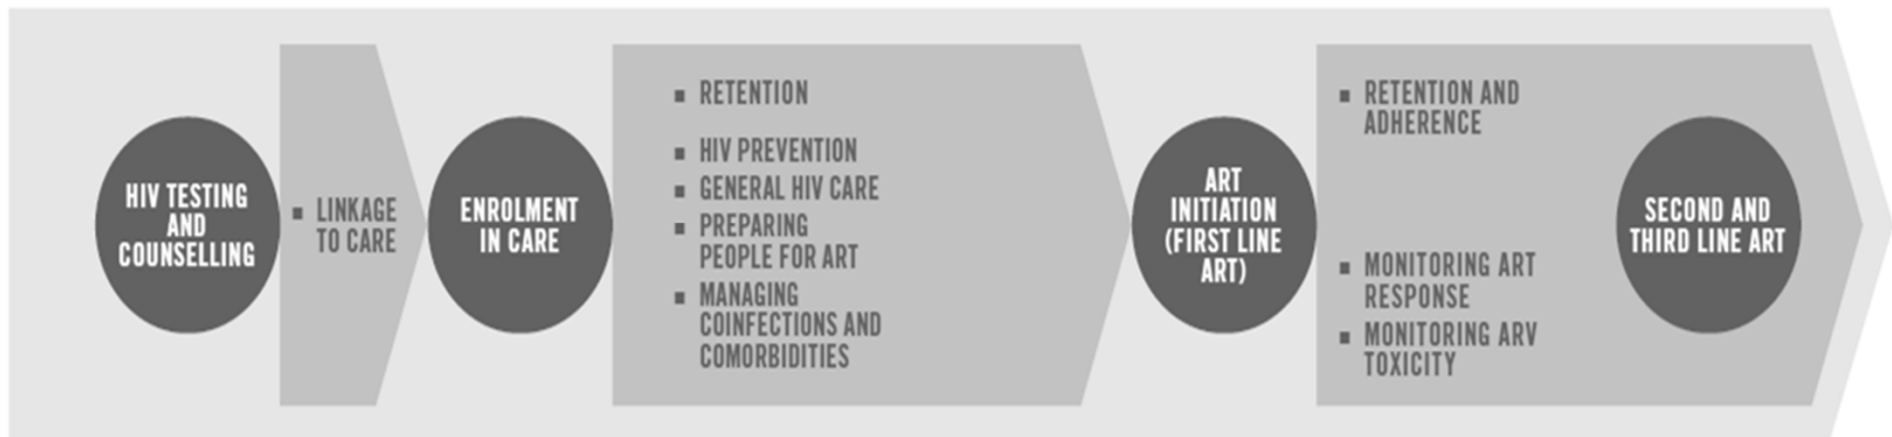 HIV TESTING
AND
COUNSELLING
▪ LINKAGE
TO CARE
ENROLMENT
IN CARE
▪ RETENTION
▪ HIV PREVENTION
▪ GENERAL HIV CARE
▪ PREPARING
PEOPLE FOR ART
▪ MANAGING
COINFECTIONS AND
COMORBIDITIES
ART
INITIATION
(FIRST LINE
ART)
▪ RETENTION AND
ADHERENCE
▪ MONITORING ART
RESPONSE
▪ MONITORING ARV
TOXICITY
SECOND AND
THIRD LINE ART